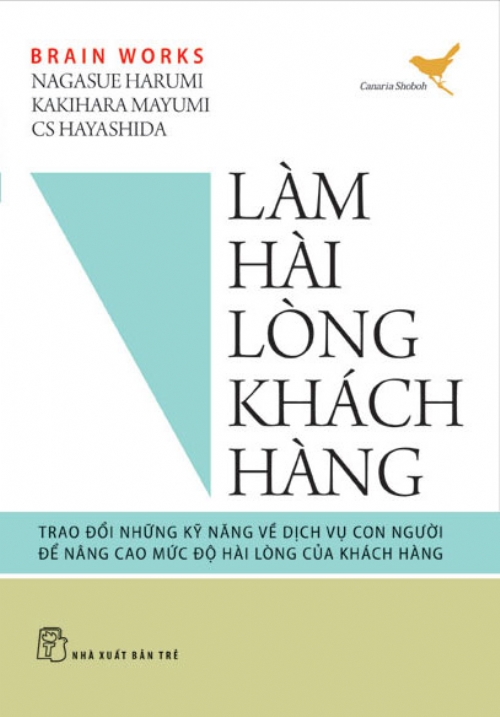 BRAIN WORKS
NAGASUE HARUMI
KAKIHARA MAYUMI
CS HAYASHIDA
Canaria Shoboh
LÀM
HÀI
LÒNG
KHÁCH
HÀNG
TRAO ĐỔI NHỮNG KỸ NĂNG VỀ DỊCH VỤ CON NGƯỜI
ĐỂ NÂNG CAO MỨC ĐỘ HÀI LÒNG CỦA KHÁCH HÀNG
NHÀ XUẤT BẢN TRẺ